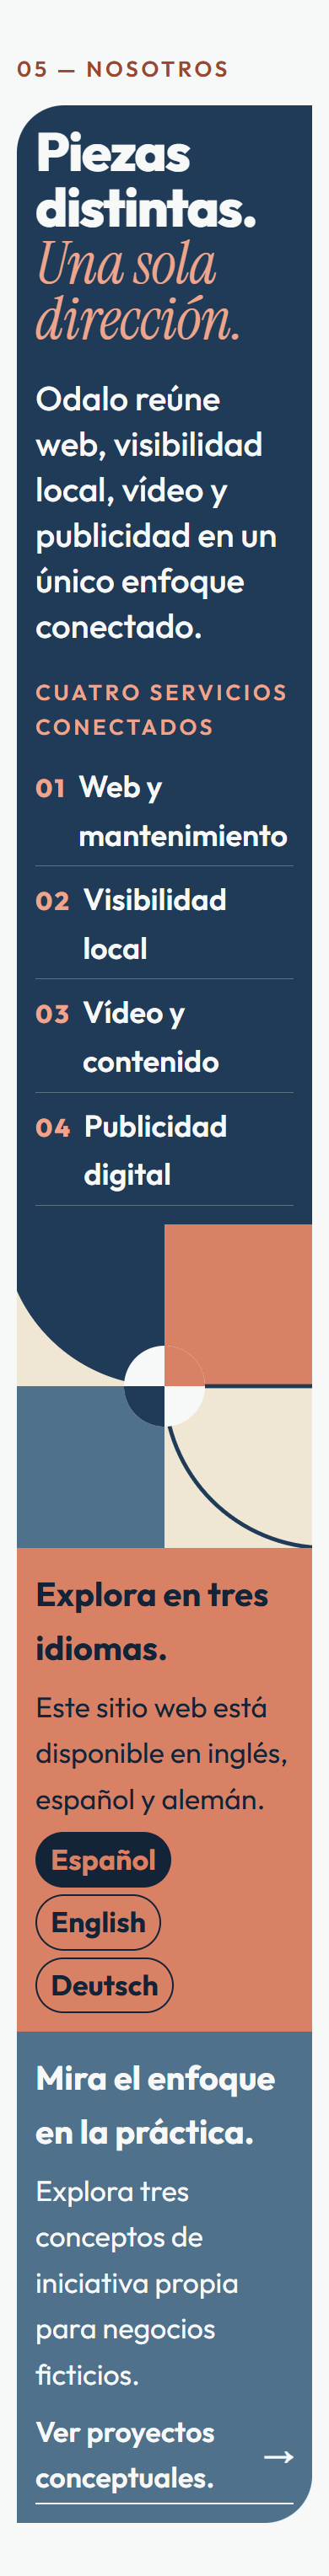 05 — NOSOTROS
Piezas
distintas.
Una sola
dirección.
Odalo reúne
web, visibilidad
local, vídeo y
publicidad en un
único enfoque
conectado.
CUATRO SERVICIOS
CONECTADOS
01 Web y
mantenimiento
02 Visibilidad
local
03 Vídeo y
contenido
04 Publicidad
digital
Explora en tres
idiomas.
Este sitio web está
disponible en inglés,
español y alemán.
Español
English
Deutsch
Mira el enfoque
en la práctica.
Explora tres
conceptos de
iniciativa propia
para negocios
ficticios.
Ver proyectos
conceptuales. →